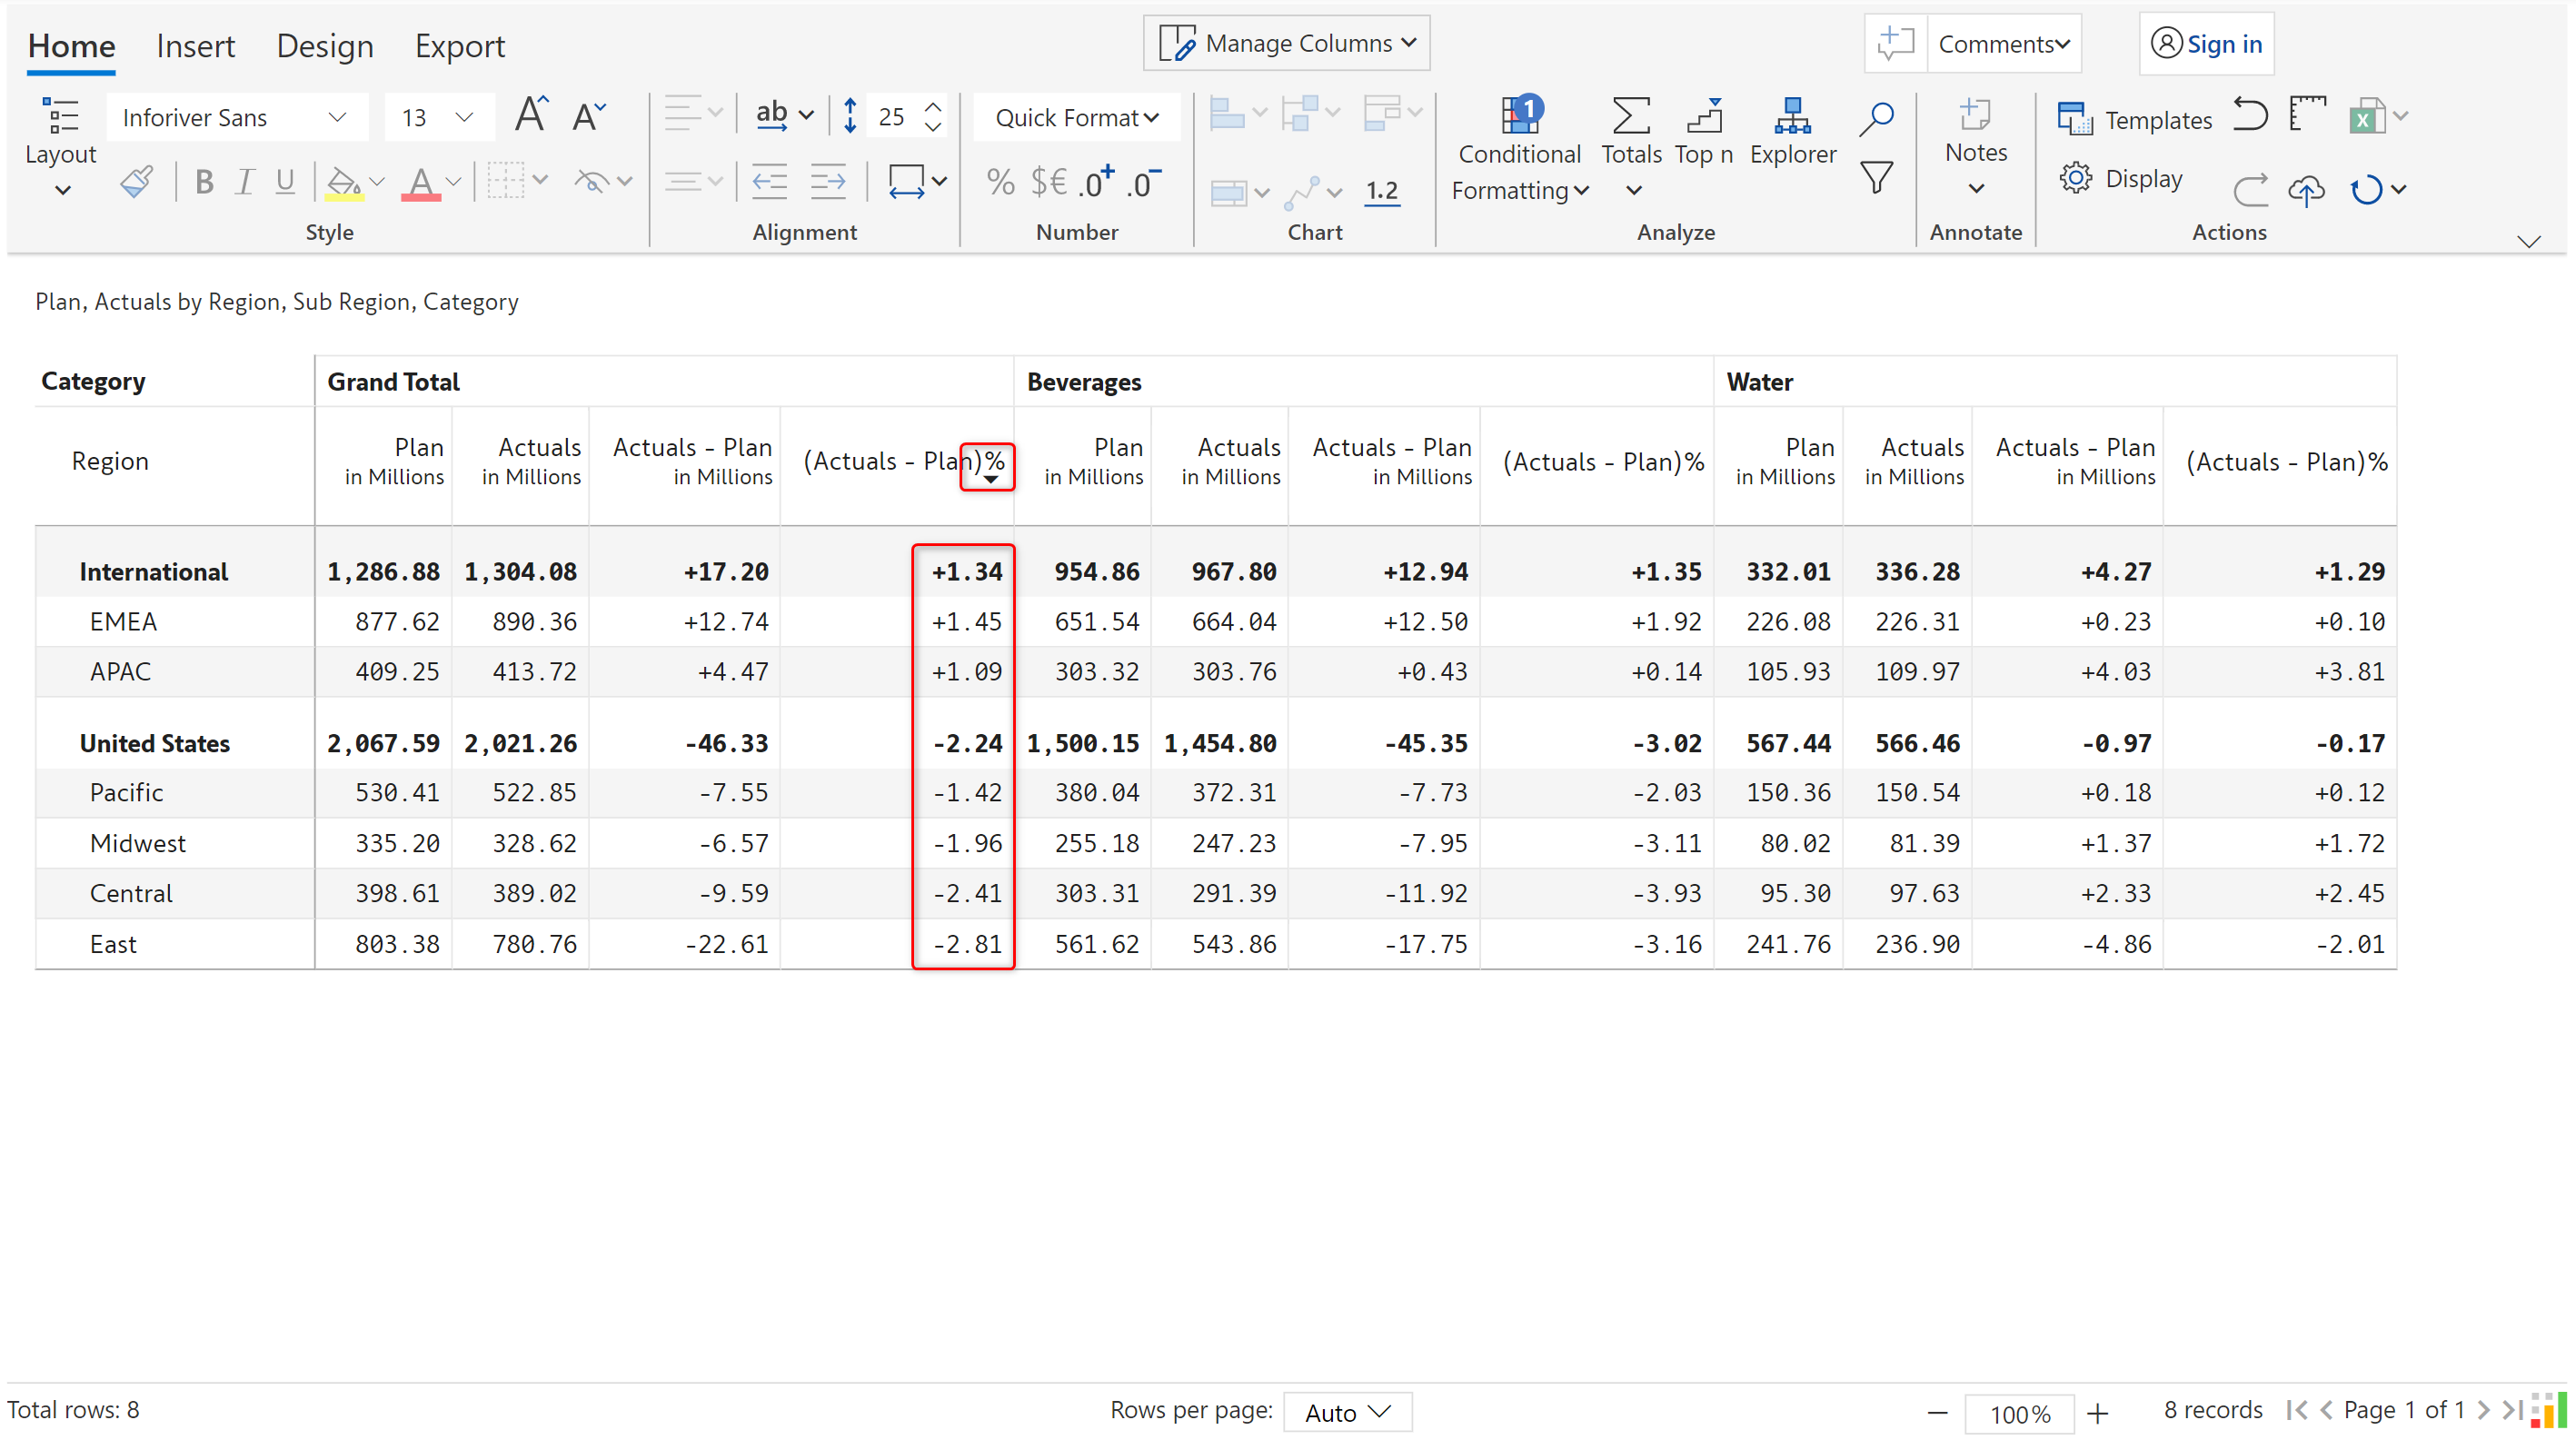 Home Insert Design Export Manage Columns Comments Sign in
Inforiver Sans 13 A A ab 25 Quick Format 1
Layout Conditional Totals Top n Explorer Notes Templates X
B I U A % $€ .0+ .0- 1.2 Formatting Display
Style Alignment Number Chart Analyze Annotate Actions
Plan, Actuals by Region, Sub Region, Category
Category Grand Total Beverages Water
Region Plan in Millions Actuals in Millions Actuals - Plan in Millions (Actuals - Plan)% Plan in Millions Actuals in Millions Actuals - Plan in Millions (Actuals - Plan)% Plan in Millions Actuals in Millions Actuals - Plan in Millions (Actuals - Plan)%
International 1,286.88 1,304.08 +17.20 +1.34 954.86 967.80 +12.94 +1.35 332.01 336.28 +4.27 +1.29
EMEA 877.62 890.36 +12.74 +1.45 651.54 664.04 +12.50 +1.92 226.08 226.31 +0.23 +0.10
APAC 409.25 413.72 +4.47 +1.09 303.32 303.76 +0.43 +0.14 105.93 109.97 +4.03 +3.81
United States 2,067.59 2,021.26 -46.33 -2.24 1,500.15 1,454.80 -45.35 -3.02 567.44 566.46 -0.97 -0.17
Pacific 530.41 522.85 -7.55 -1.42 380.04 372.31 -7.73 -2.03 150.36 150.54 +0.18 +0.12
Midwest 335.20 328.62 -6.57 -1.96 255.18 247.23 -7.95 -3.11 80.02 81.39 +1.37 +1.72
Central 398.61 389.02 -9.59 -2.41 303.31 291.39 -11.92 -3.93 95.30 97.63 +2.33 +2.45
East 803.38 780.76 -22.61 -2.81 561.62 543.86 -17.75 -3.16 241.76 236.90 -4.86 -2.01
Total rows: 8 Rows per page: Auto 100% 8 records Page 1 of 1